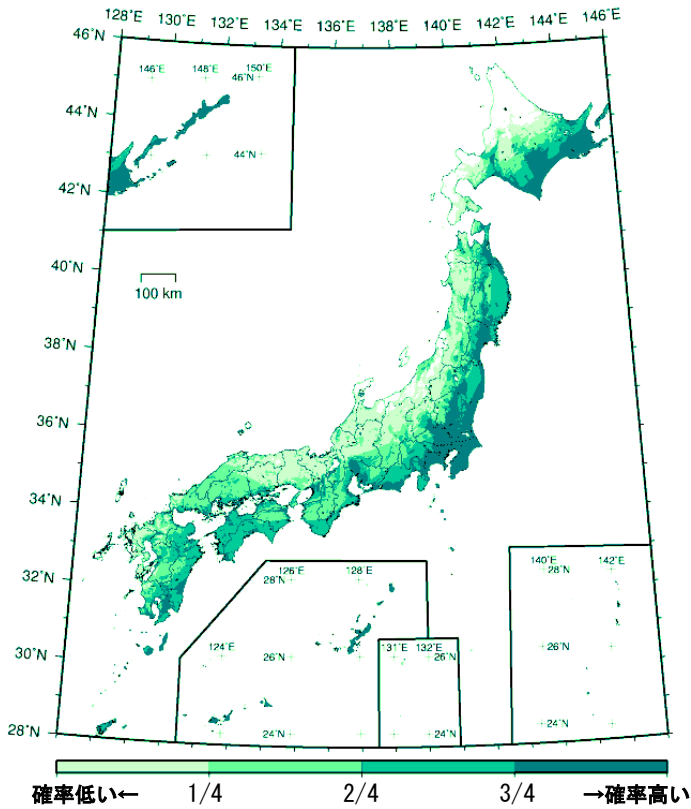 128°E 130°E 132°E 134°E 136°E 138°E 140°E 142°E 144°E 146°E
46°N
146°E 148°E 150°E
46°N
44°N
44°N
42°N
40°N
100 km
38°N
36°N
34°N
32°N
126°E 128°E
28°N
140°E 142°E
28°N
30°N
124°E
26°N
131°E 132°E
26°N
26°N
28°N
24°N
24°N
24°N
確率低い← 1/4 2/4 3/4 →確率高い